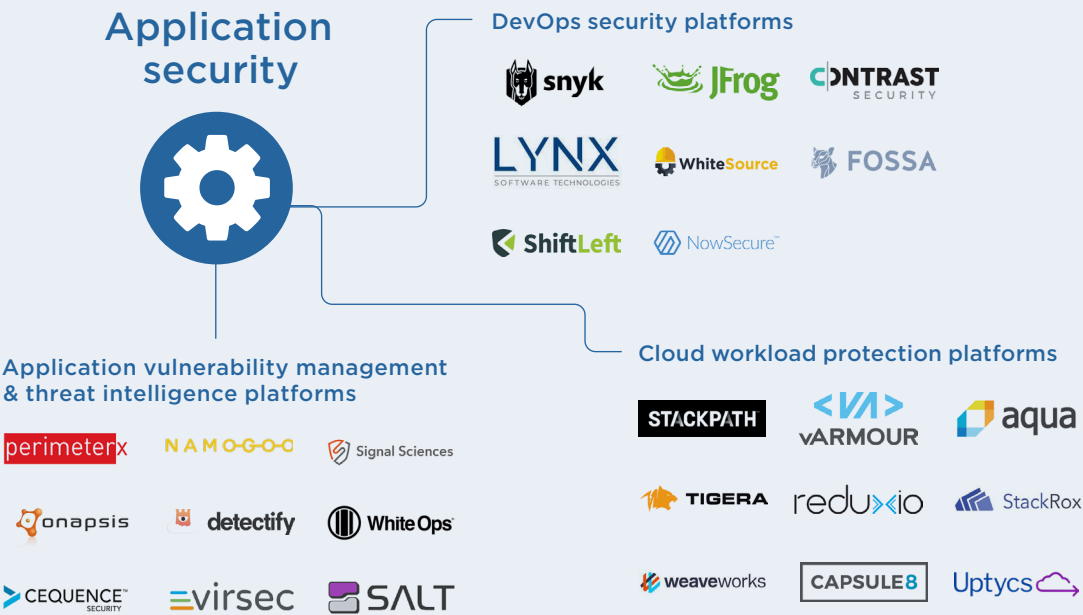 Application
security
DevOps security platforms
snyk
JFrog
CONTRAST
SECURITY
LYNX
SOFTWARE TECHNOLOGIES
WhiteSource
FOSSA
ShiftLeft
NowSecure™
Application vulnerability management
& threat intelligence platforms
perimeterx
NAMOGOO
Signal Sciences
onapsis
detectify
White Ops
CEQUENCE™
SECURITY
virsec
SALT
Cloud workload protection platforms
STACKPATH
vARMOUR
aqua
TIGERA
reduxio
StackRox
weaveworks
CAPSULE8
Uptycs